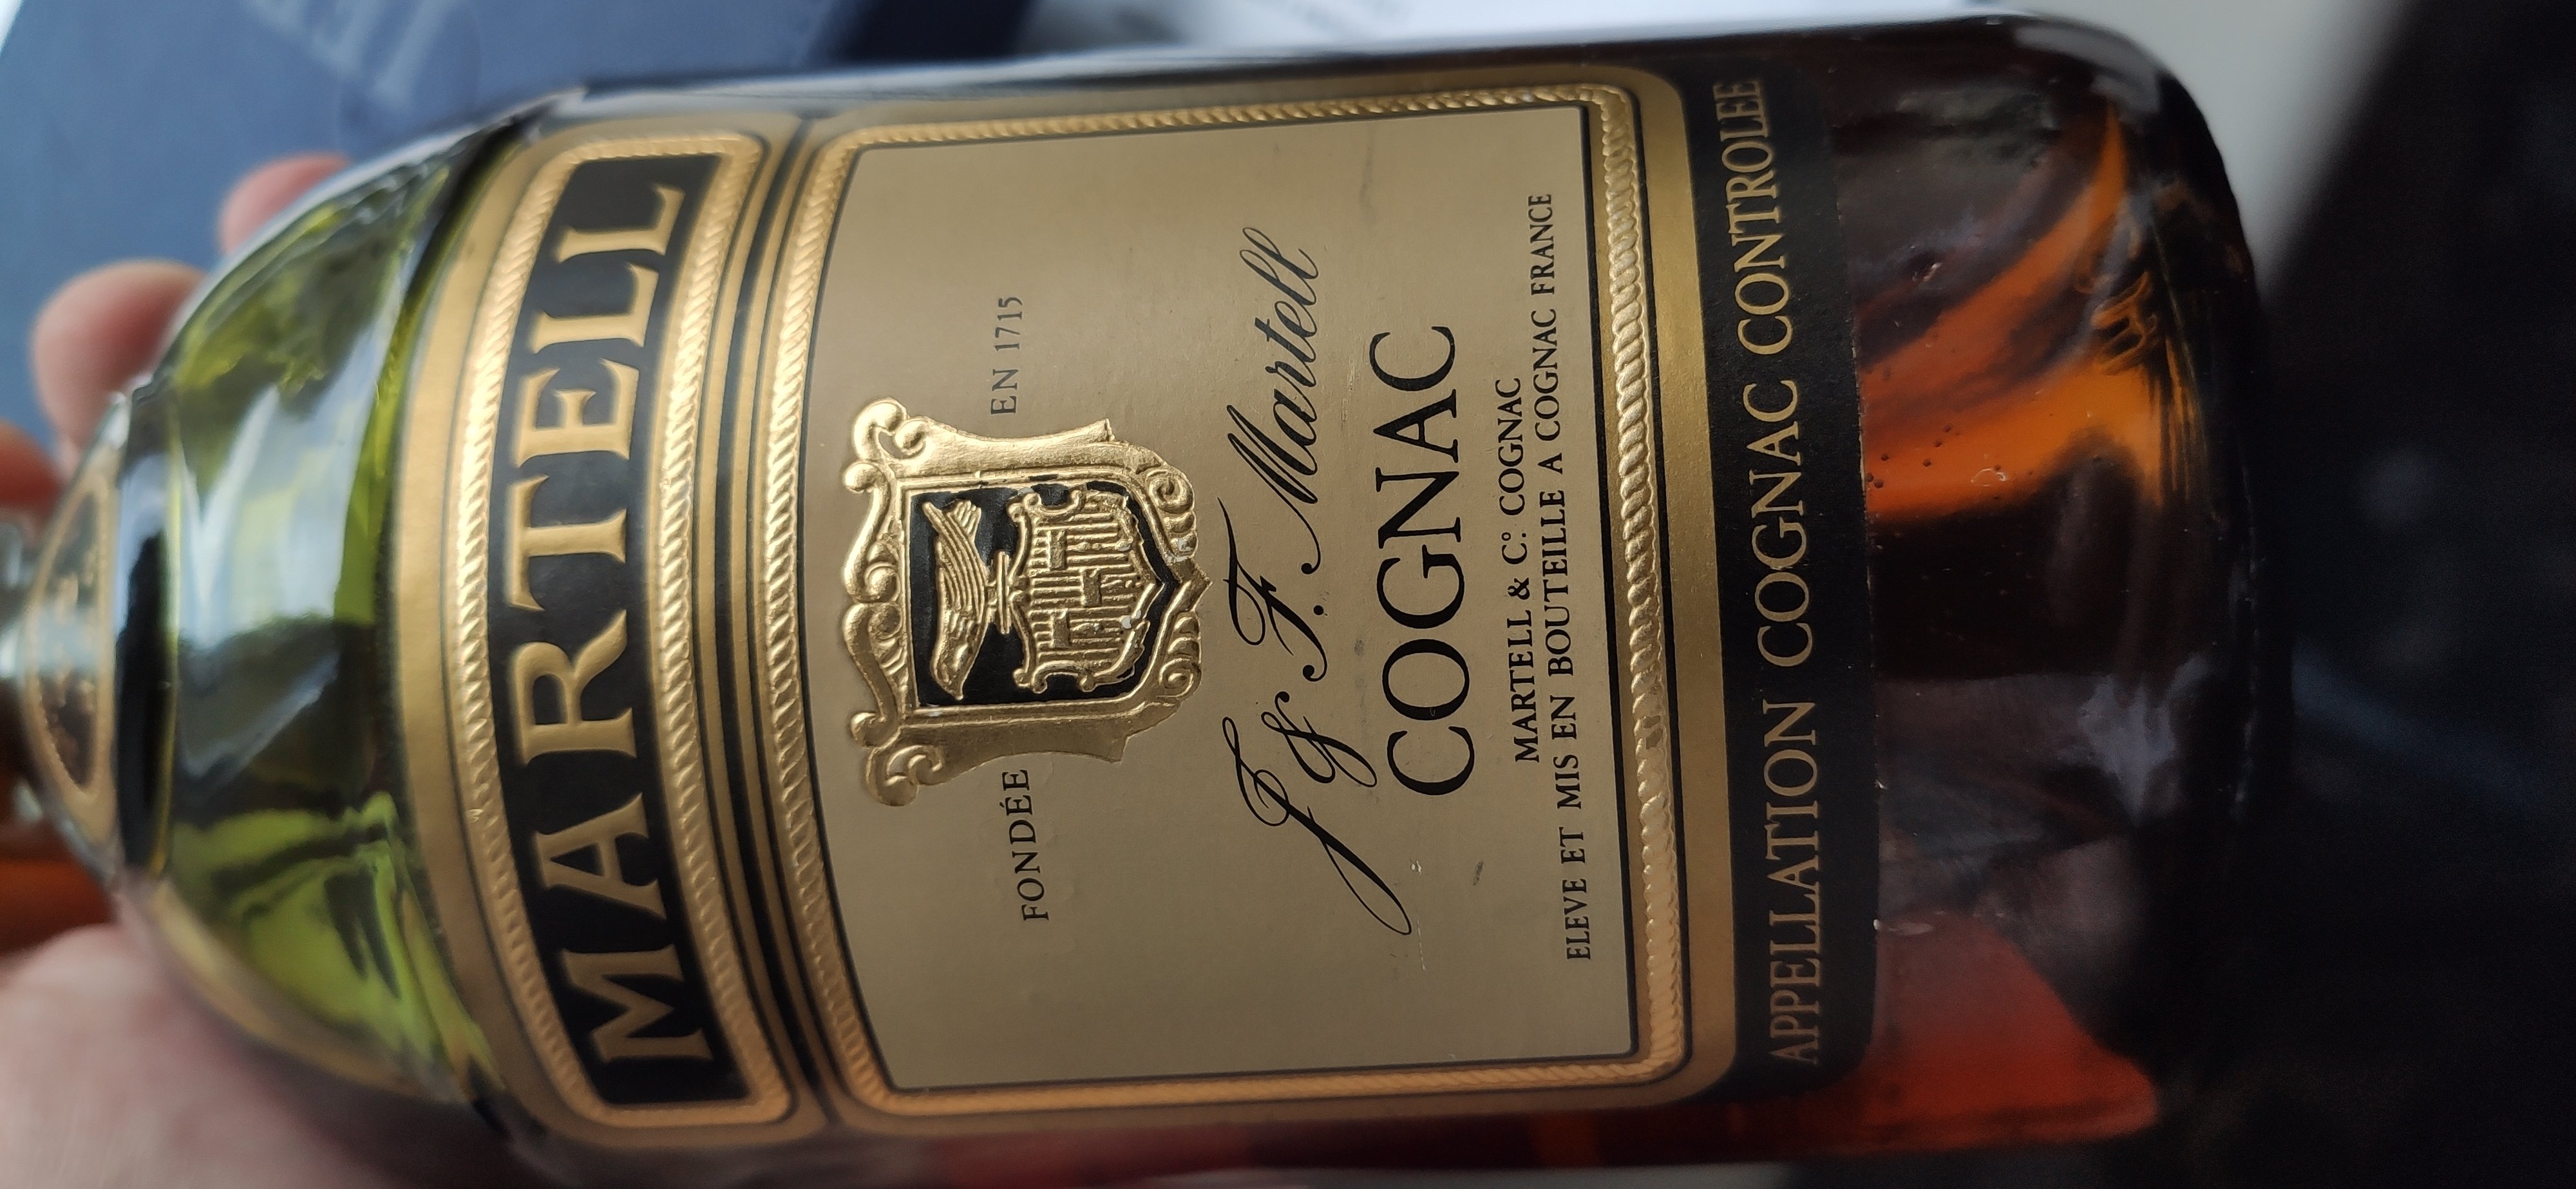 MARTELL
FONDÉE EN 1715
J & F. Martell
COGNAC
MARTELL & Cº. COGNAC
ELEVE ET MIS EN BOUTEILLE A COGNAC FRANCE
APPELLATION COGNAC CONTROLEE